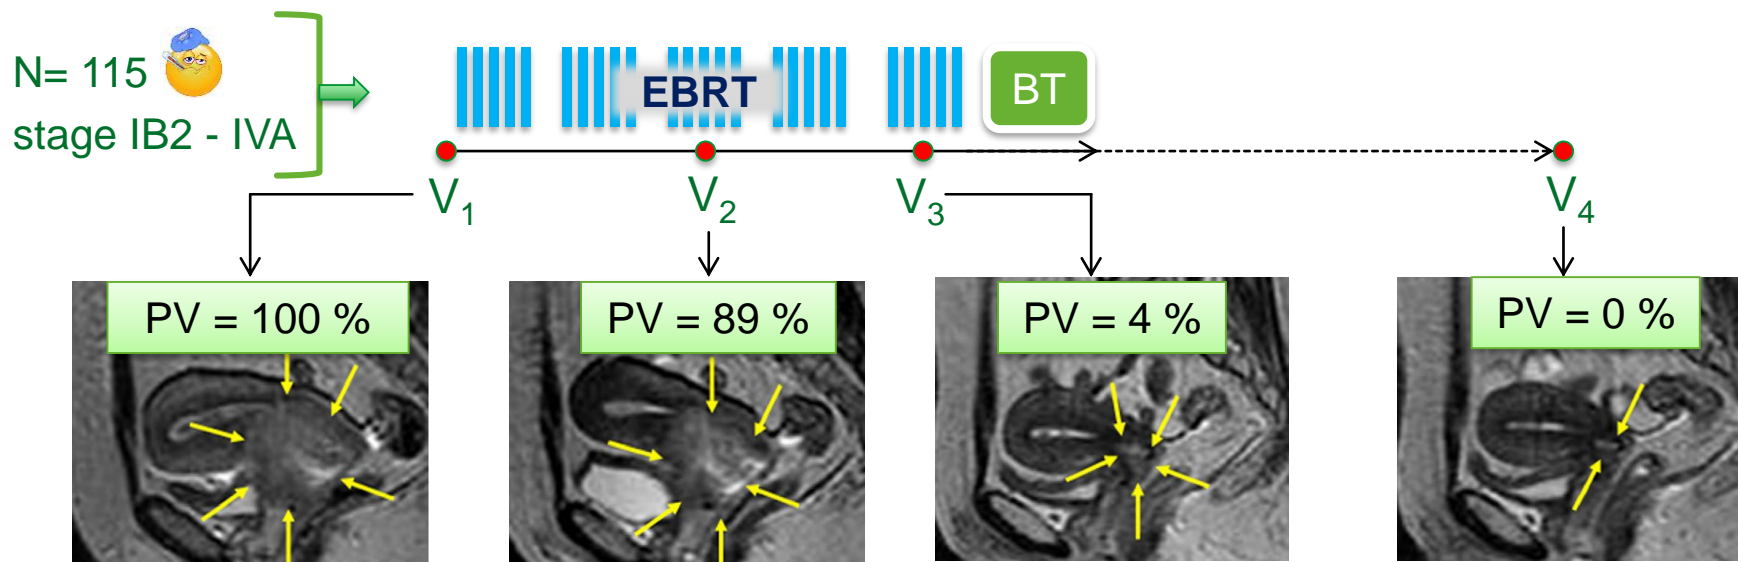 N= 115
stage IB2 - IVA
EBRT
BT
V1
V2
V3
V4
PV = 100 %
PV = 89 %
PV = 4 %
PV = 0 %